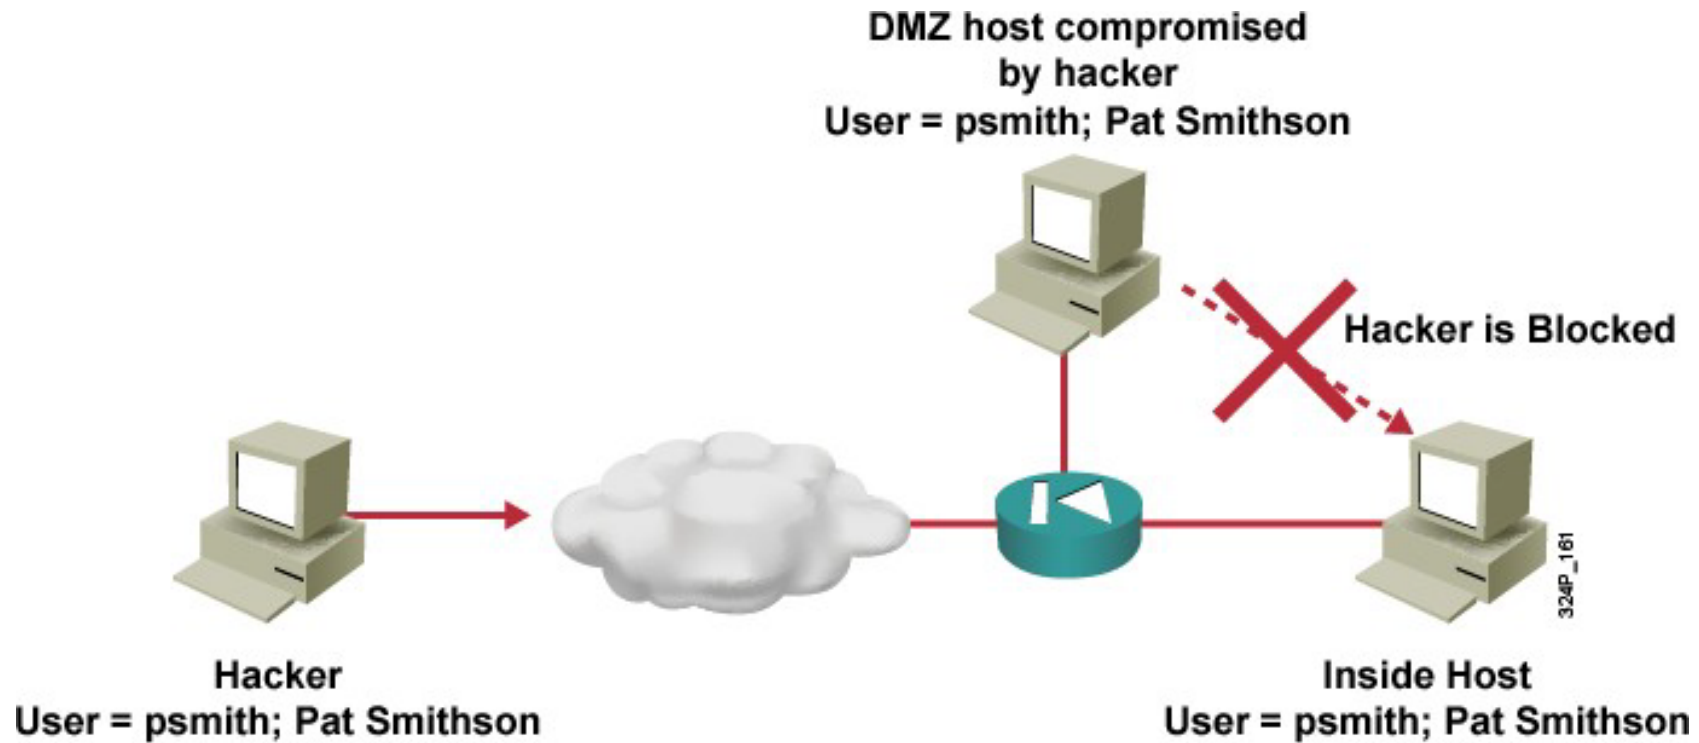 DMZ host compromised
by hacker
User = psmith; Pat Smithson
Hacker is Blocked
324P_161
Hacker
User = psmith; Pat Smithson
Inside Host
User = psmith; Pat Smithson